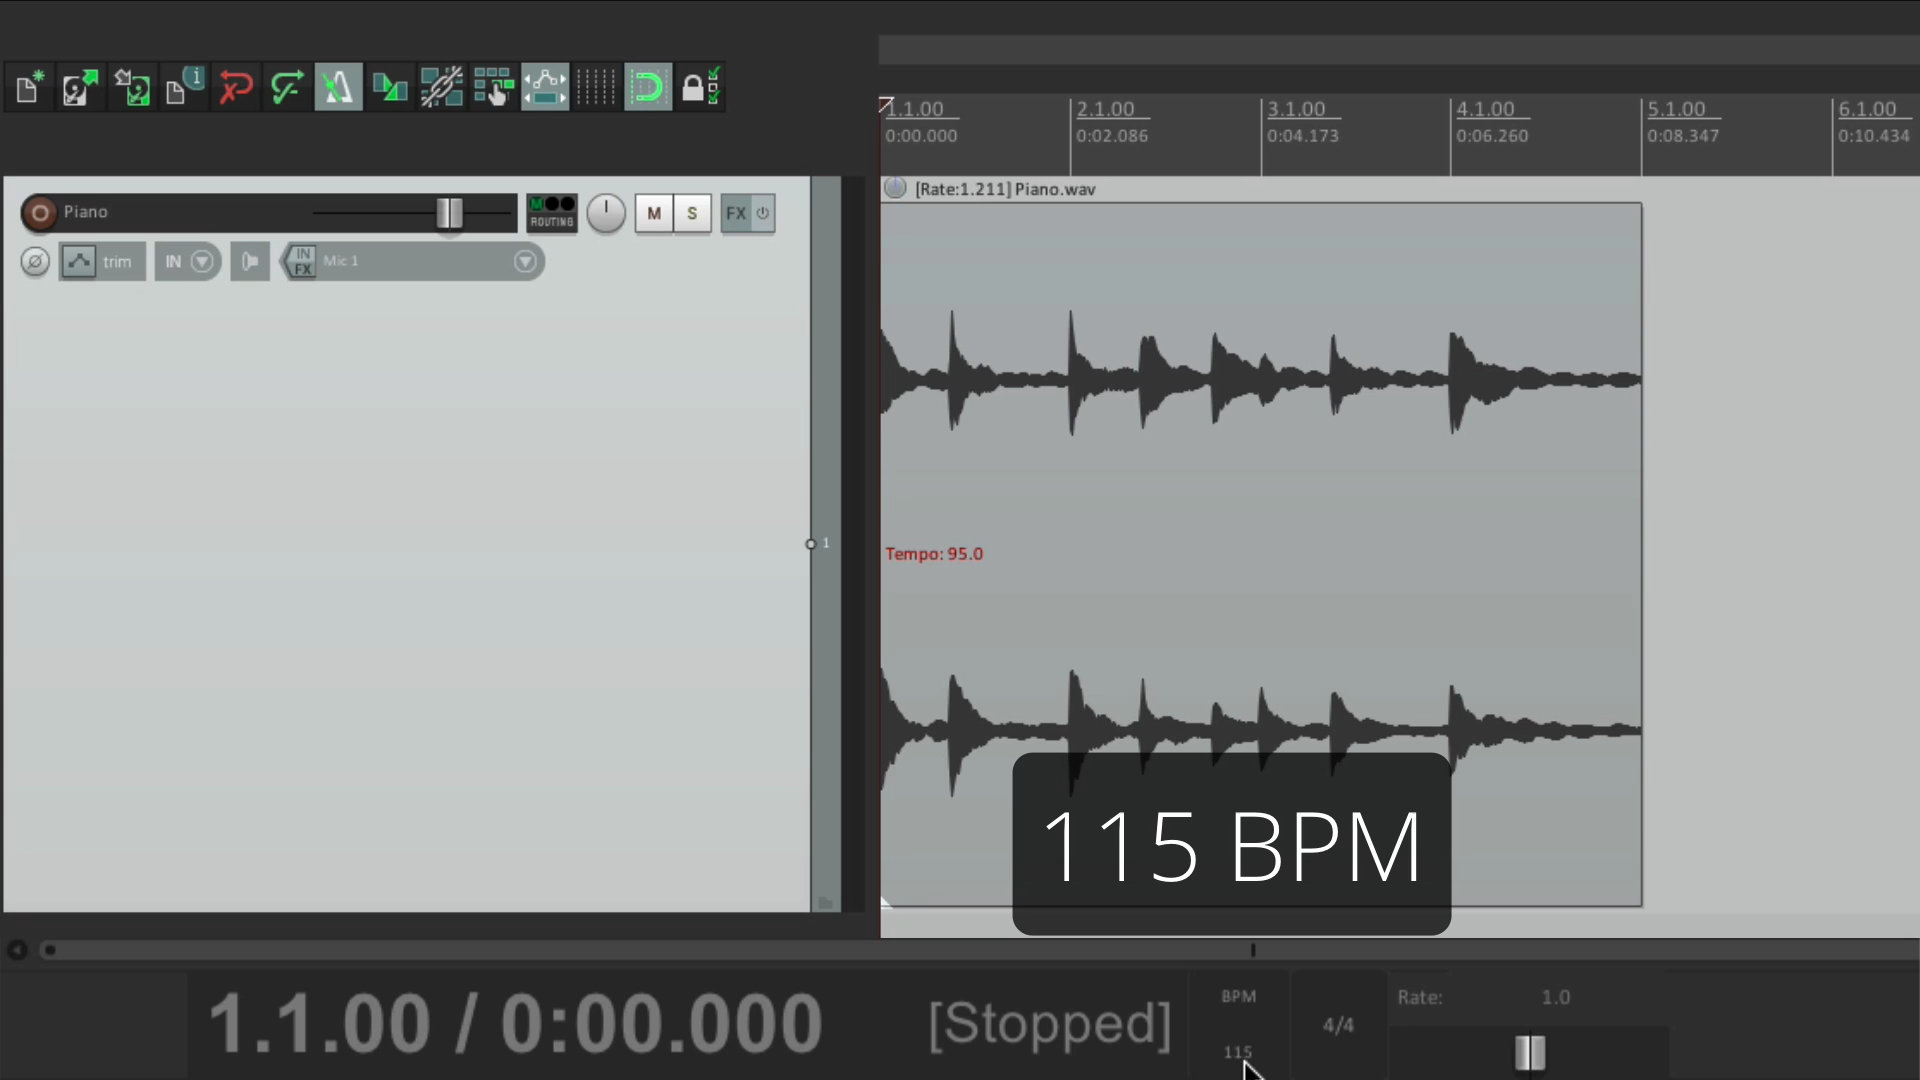 1.1.00 2.1.00 3.1.00 4.1.00 5.1.00 6.1.00
0:00.000 0:02.086 0:04.173 0:06.260 0:08.347 0:10.434
[Rate:1.211] Piano.wav
Piano M ROUTING M S FX
trim IN IN FX Mic 1
1
Tempo: 95.0
115 BPM
1.1.00 / 0:00.000 [Stopped] BPM 115 4/4 Rate: 1.0